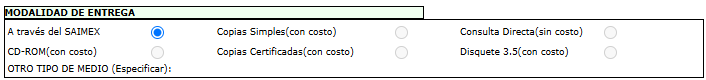 MODALIDAD DE ENTREGA
A través del SAIMEX Copias Simples(con costo) Consulta Directa(sin costo)
CD-ROM(con costo) Copias Certificadas(con costo) Disquete 3.5(con costo)
OTRO TIPO DE MEDIO (Especificar):